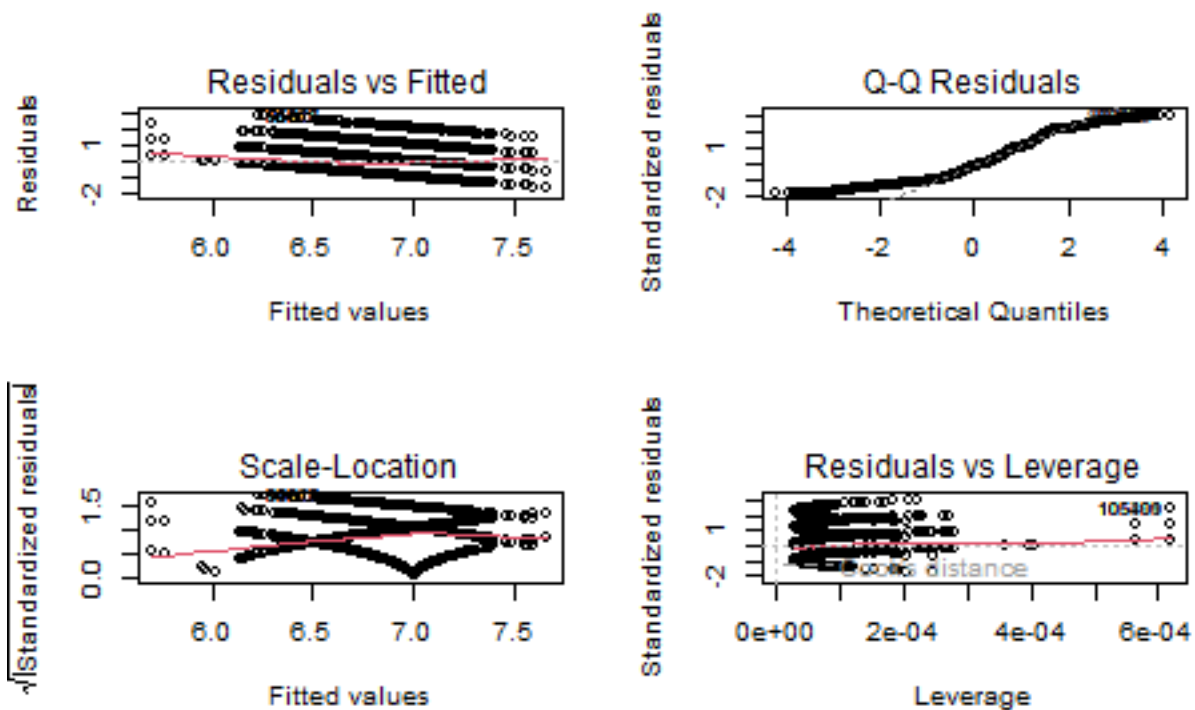 Residuals vs Fitted
Residuals
1
-2
6.0 6.5 7.0 7.5
Fitted values
Q-Q Residuals
Standardized residuals
1
-2
-4 -2 0 2 4
Theoretical Quantiles
Scale-Location
√|Standardized residuals|
1.5
0.0
6.0 6.5 7.0 7.5
Fitted values
Residuals vs Leverage
Standardized residuals
1
-2
distance
0e+00 2e-04 4e-04 6e-04
Leverage